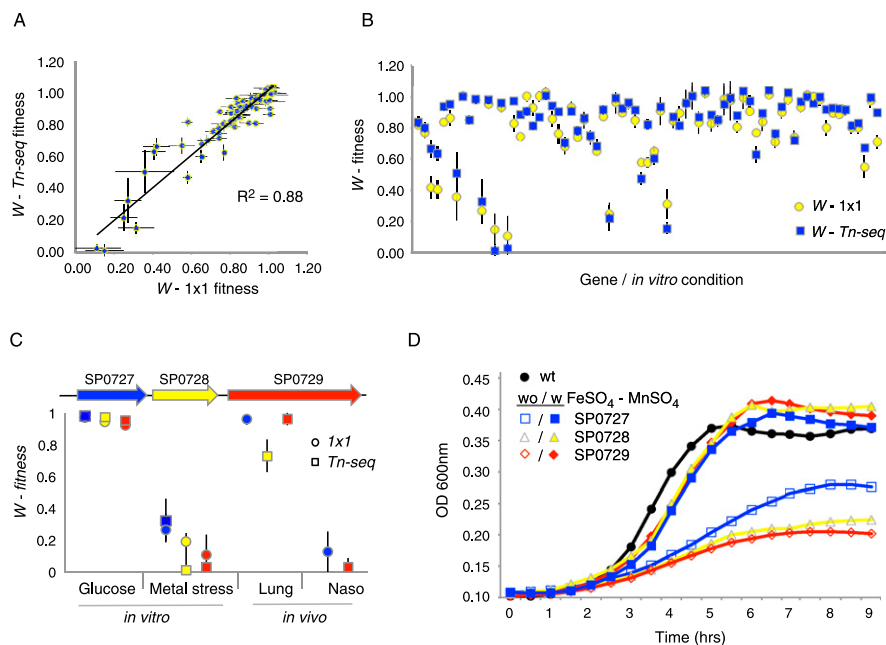 A
W - Tn-seq fitness
1.20
1.00
0.80
0.60
0.40
0.20
0.00
R2 = 0.88
0.00 0.20 0.40 0.60 0.80 1.00 1.20
W - 1x1 fitness
B
W - fitness
1.20
1.00
0.80
0.60
0.40
0.20
0.00
W - 1x1
W - Tn-seq
Gene / in vitro condition
C
SP0727 SP0728 SP0729
W - fitness
1
0.8
0.6
0.4
0.2
0
1x1
Tn-seq
Glucose Metal stress Lung Naso
in vitro in vivo
D
OD 600nm
0.45
0.40
0.35
0.30
0.25
0.20
0.15
0.10
wt
wo / w FeSO4 - MnSO4
/ SP0727
/ SP0728
/ SP0729
0 1 2 3 4 5 6 7 8 9
Time (hrs)